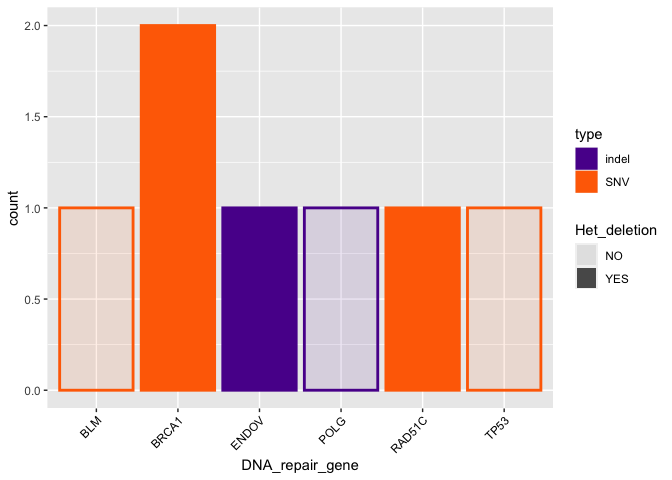 2.0
1.5
1.0
0.5
0.0
count
BLM
BRCA1
ENDOV
POLG
RAD51C
TP53
DNA_repair_gene
type
indel
SNV
Het_deletion
NO
YES